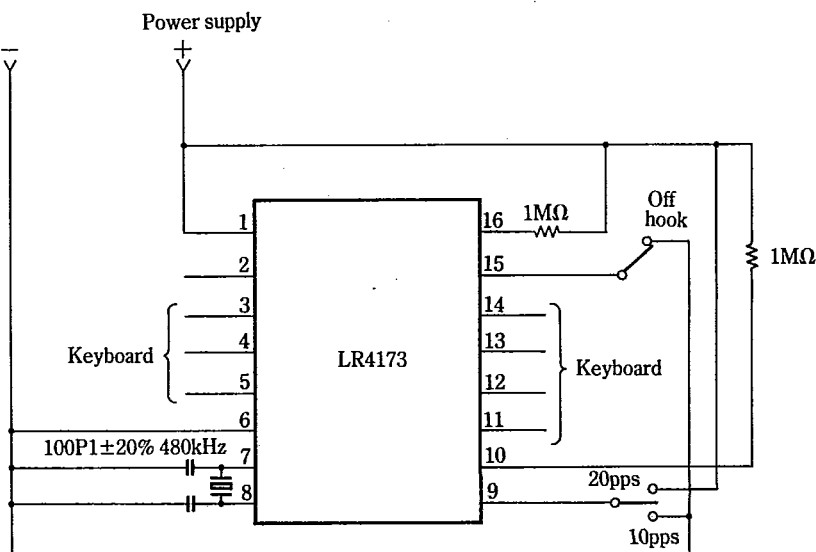 Power supply
− +
Off
hook
1 16 1MΩ
1MΩ
2 15
3 14
Keyboard 4 LR4173 13 Keyboard
5 12
6 11
100P1±20% 480kHz
7 10
20pps
8 9
10pps